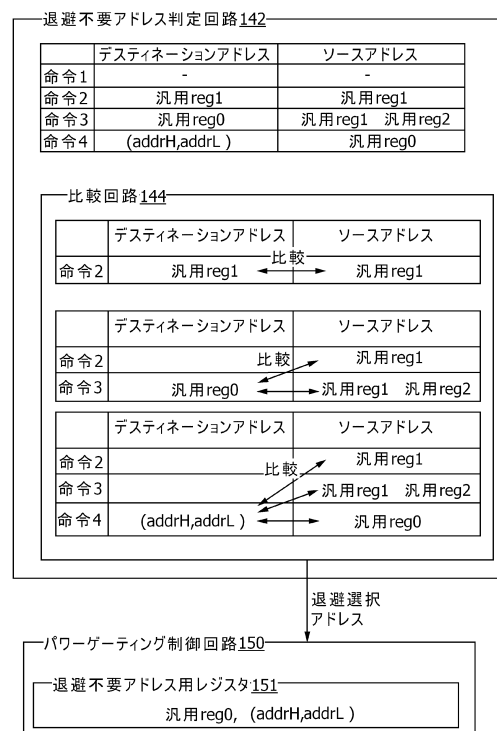 退避不要アドレス判定回路142
デスティネーションアドレス ソースアドレス
命令1 - -
命令2 汎用reg1 汎用reg1
命令3 汎用reg0 汎用reg1 汎用reg2
命令4 (addrH,addrL ) 汎用reg0
比較回路144
デスティネーションアドレス ソースアドレス
比較
命令2 汎用reg1 汎用reg1
デスティネーションアドレス ソースアドレス
命令2 比較 汎用reg1
命令3 汎用reg0 汎用reg1 汎用reg2
デスティネーションアドレス ソースアドレス
命令2 比較 汎用reg1
命令3 汎用reg1 汎用reg2
命令4 (addrH,addrL ) 汎用reg0
退避選択
アドレス
パワーゲーティング制御回路150
退避不要アドレス用レジスタ151
汎用reg0, (addrH,addrL )